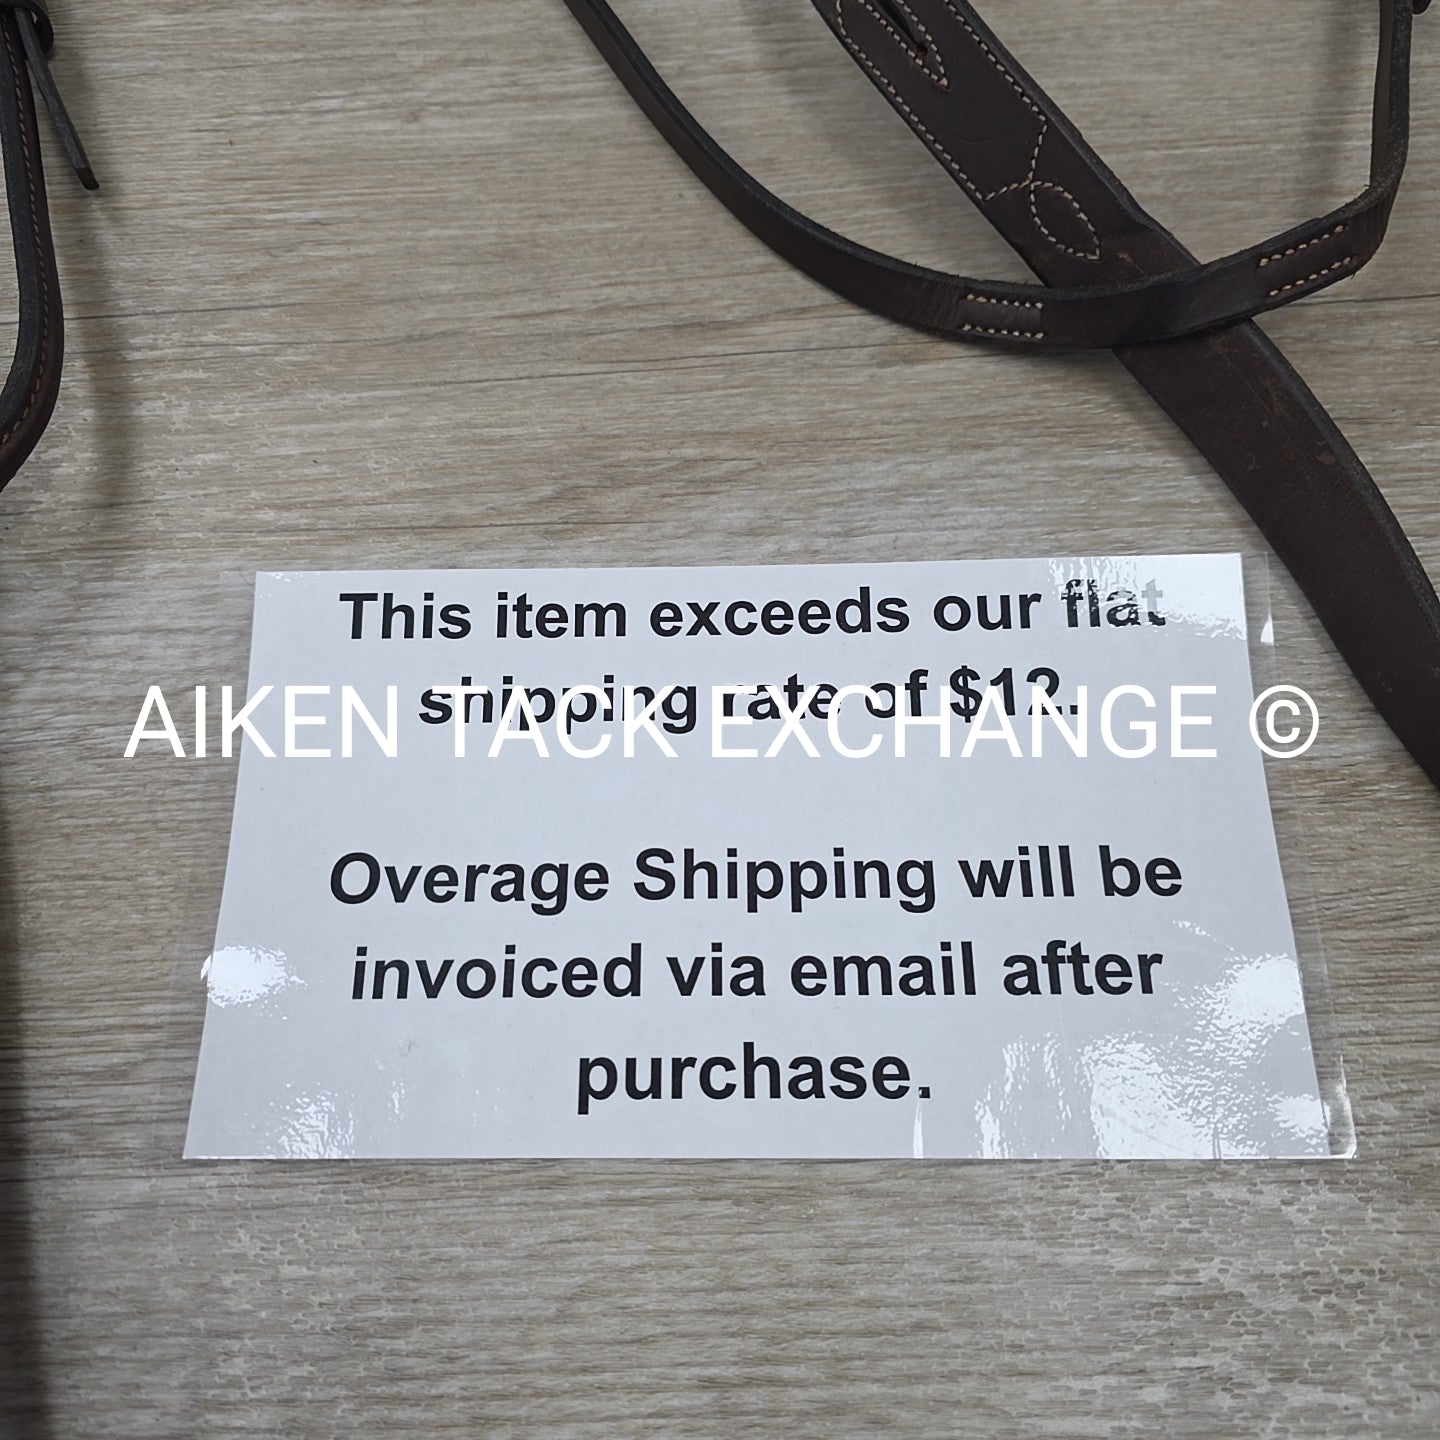 This item exceeds our flat
shipping rate of $12.
AIKEN TACK EXCHANGE ©
Overage Shipping will be
invoiced via email after
purchase.